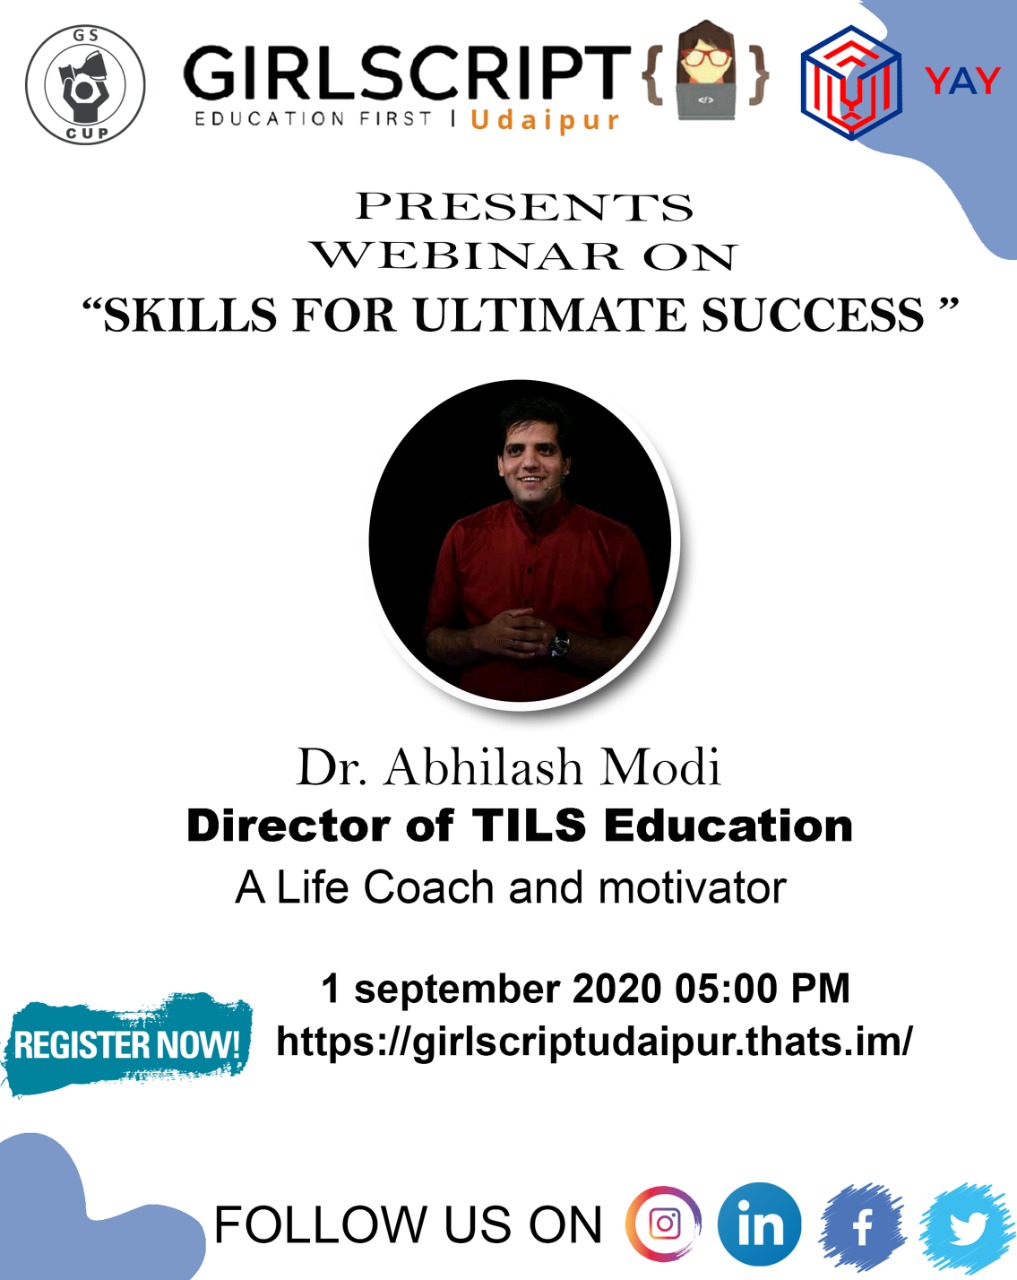 GS
CUP
GIRLSCRIPT
EDUCATION FIRST | Udaipur
</>
YAY
PRESENTS
WEBINAR ON
“SKILLS FOR ULTIMATE SUCCESS ”
Dr. Abhilash Modi
Director of TILS Education
A Life Coach and motivator
1 september 2020 05:00 PM
REGISTER NOW!
https://girlscriptudaipur.thats.im/
FOLLOW US ON